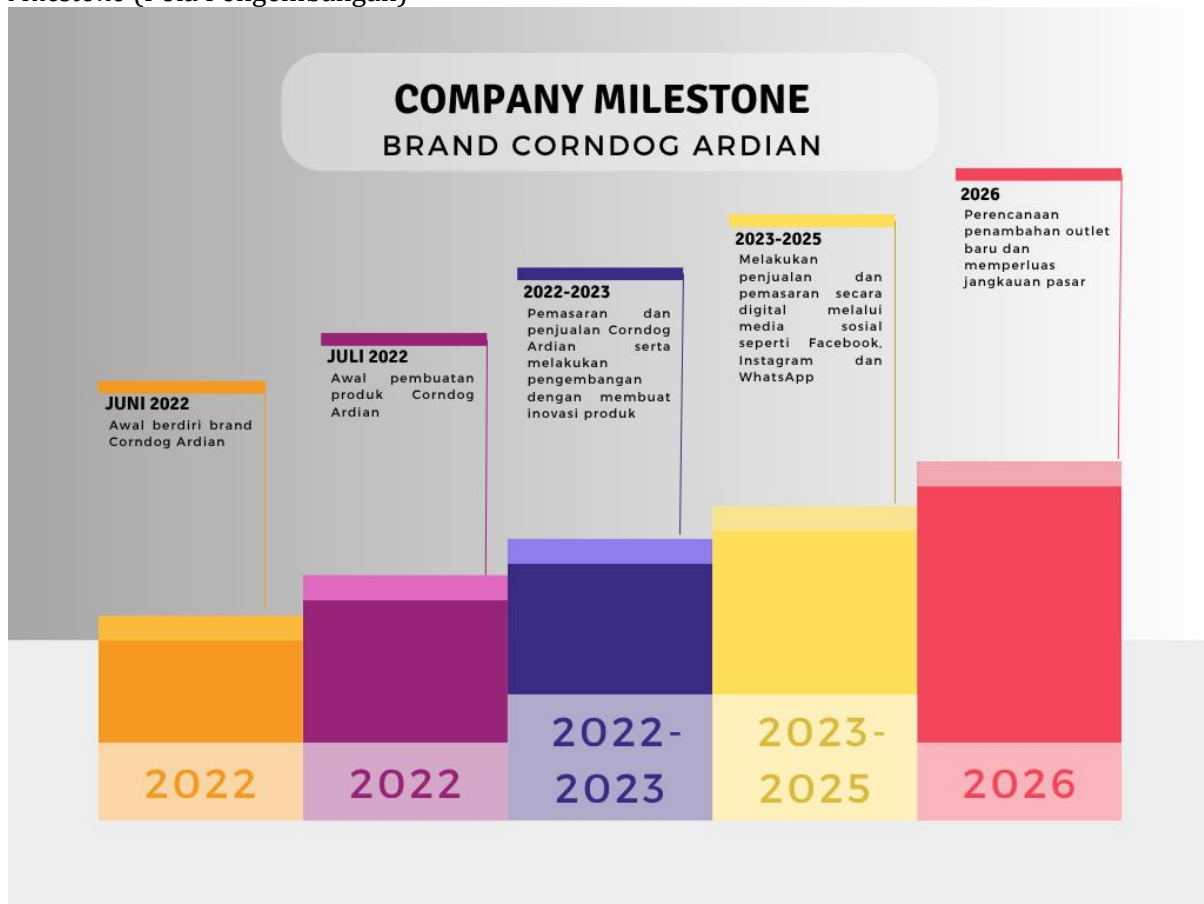 Milestone (Pola Pengembangan)
COMPANY MILESTONE
BRAND CORNDOG ARDIAN
JUNI 2022
Awal berdiri brand
Corndog Ardian
JULI 2022
Awal pembuatan
produk Corndog
Ardian
2022-2023
Pemasaran dan
penjualan Corndog
Ardian serta
melakukan
pengembangan
dengan membuat
inovasi produk
2023-2025
Melakukan
penjualan dan
pemasaran secara
digital melalui
media sosial
seperti Facebook,
Instagram dan
WhatsApp
2026
Perencanaan
penambahan outlet
baru dan
memperluas
jangkauan pasar
2022
2022
2022-
2023
2023-
2025
2026